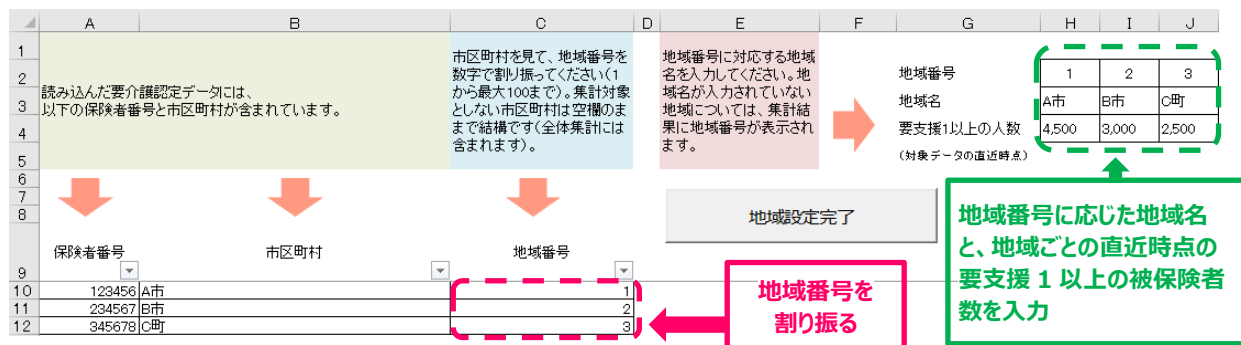 A B C D E F G H I J
1
2
3
4
5
6
7
8
9
10
11
12
読み込んだ要介護認定データには、
以下の保険者番号と市区町村が含まれています。
市区町村を見て、地域番号を
数字で割り振ってください(1
から最大100まで)。集計対象
としない市区町村は空欄のま
まで結構です(全体集計には
含まれます)。
地域番号に対応する地域
名を入力してください。地
域名が入力されていない
地域については、集計結
果に地域番号が表示され
ます。
地域番号 1 2 3
地域名 A市 B市 C町
要支援1以上の人数 4,500 3,000 2,500
(対象データの直近時点)
地域設定完了
保険者番号 市区町村 地域番号
123456 A市 1
234567 B市 2
345678 C町 3
地域番号を
割り振る
地域番号に応じた地域名
と、地域ごとの直近時点の
要支援 1 以上の被保険者
数を入力